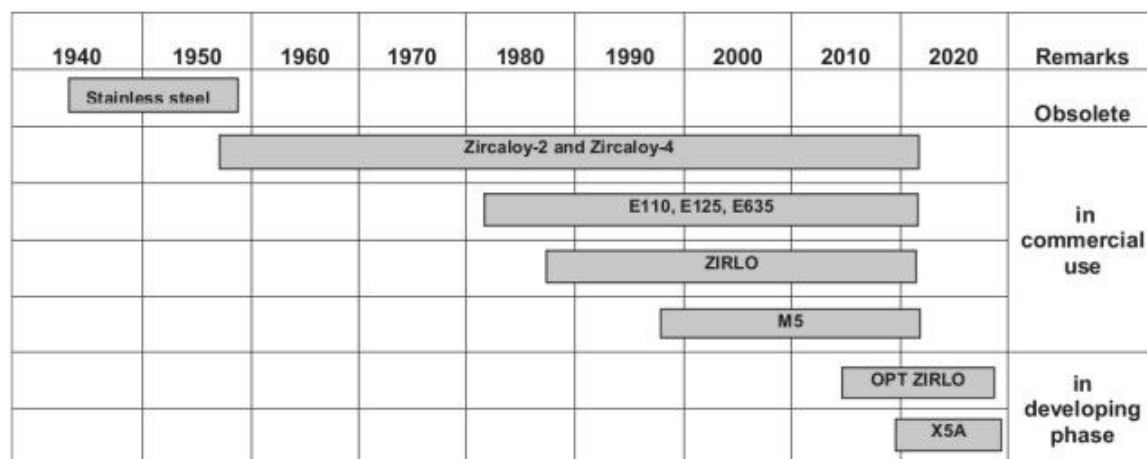 1940 1950 1960 1970 1980 1990 2000 2010 2020 Remarks
Stainless steel
Obsolete
Zircaloy-2 and Zircaloy-4
E110, E125, E635
in
commercial
use
ZIRLO
M5
OPT ZIRLO
in
developing
phase
X5A